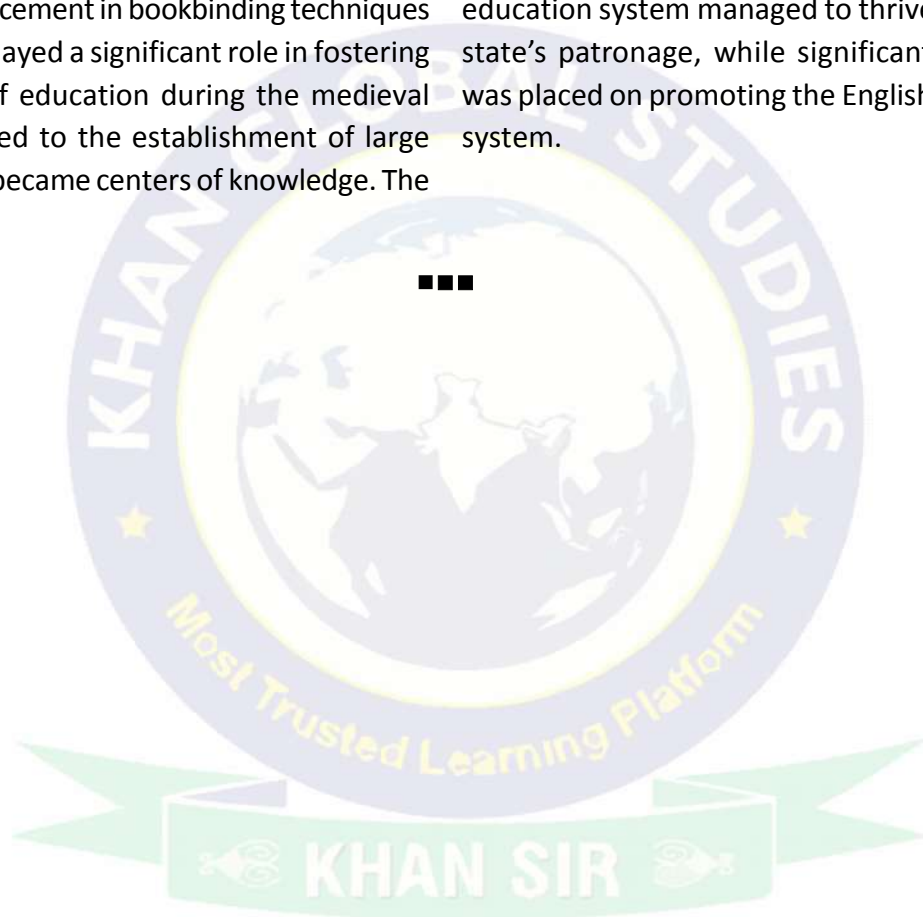 cement in bookbinding techniques
ayed a significant role in fostering
f education during the medieval
ed to the establishment of large
became centers of knowledge. The
education system managed to thrive
state's patronage, while significant
was placed on promoting the English
system.
KHAN GLOBAL STUDIES
Most Trusted Learning Platform
KHAN SIR